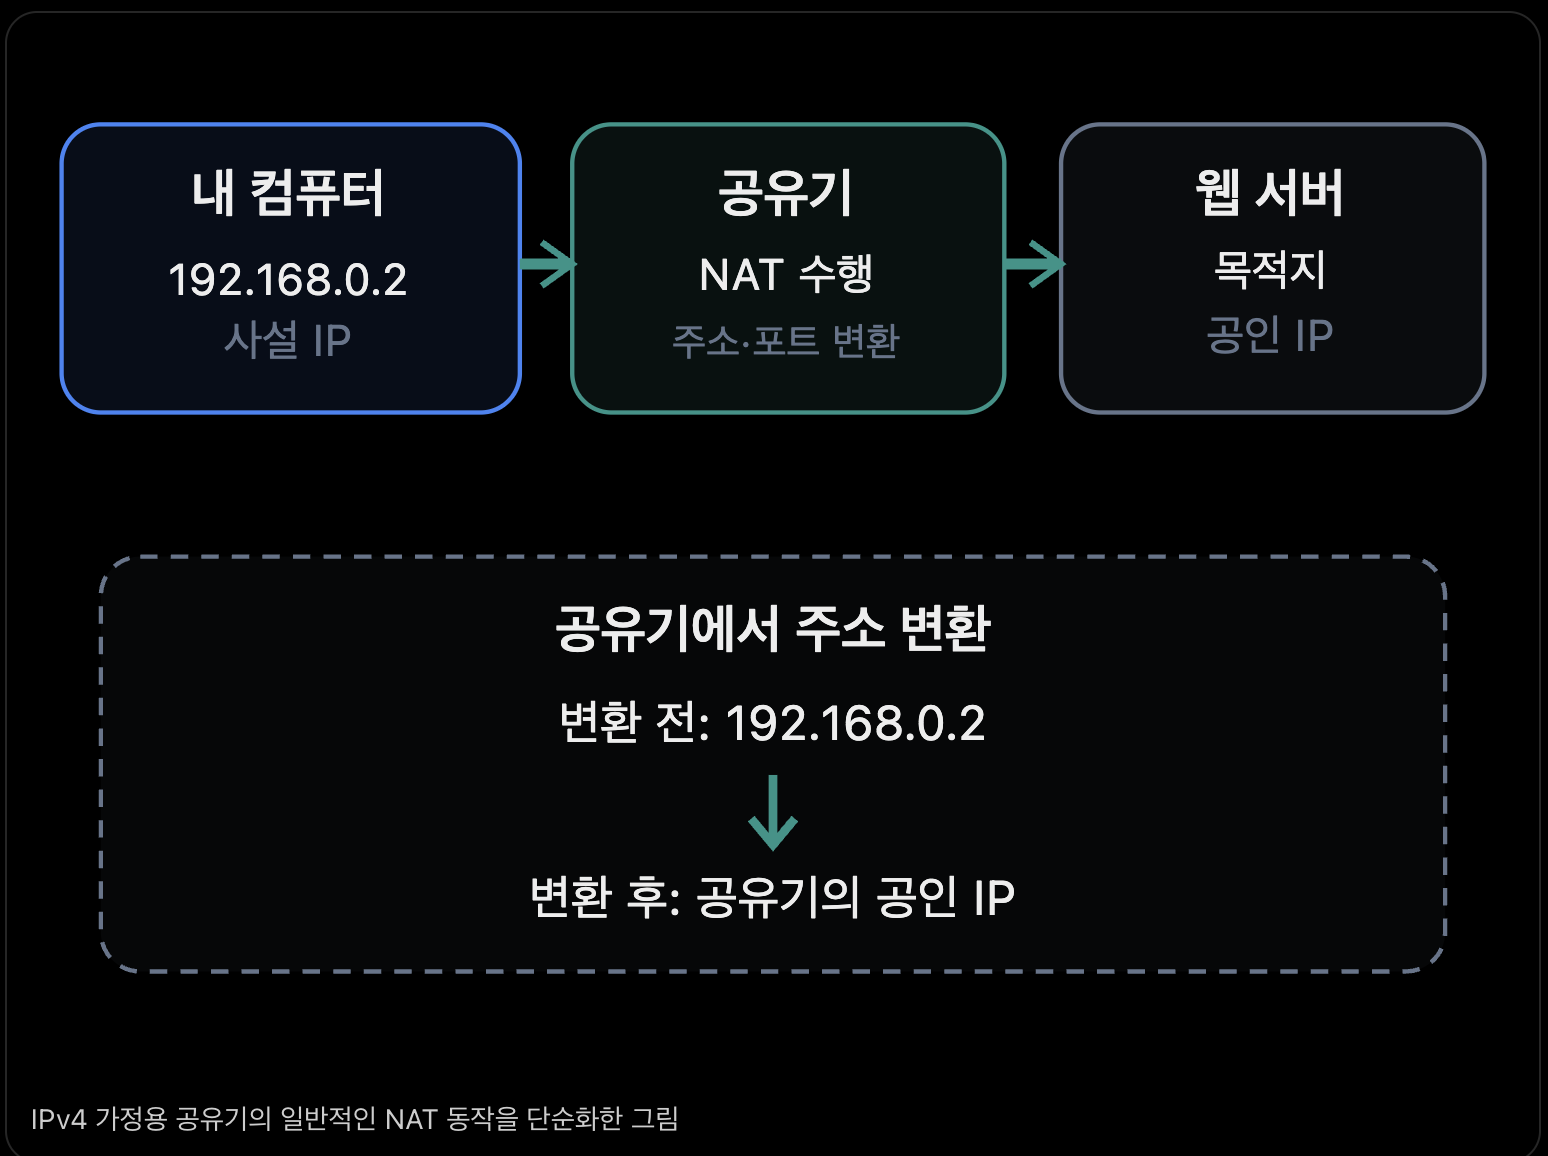 내 컴퓨터
192.168.0.2
사설 IP
공유기
NAT 수행
주소·포트 변환
웹 서버
목적지
공인 IP
공유기에서 주소 변환
변환 전: 192.168.0.2
변환 후: 공유기의 공인 IP
IPv4 가정용 공유기의 일반적인 NAT 동작을 단순화한 그림